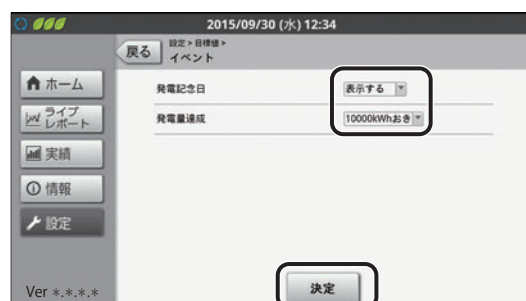 2015/09/30 (水) 12:34
戻る
設定 > 目標値 >
イベント
ホーム
ライブ
レポート
実績
情報
設定
発電記念日 表示する
発電量達成 10000kWhおき
決定
Ver *.*.*.*